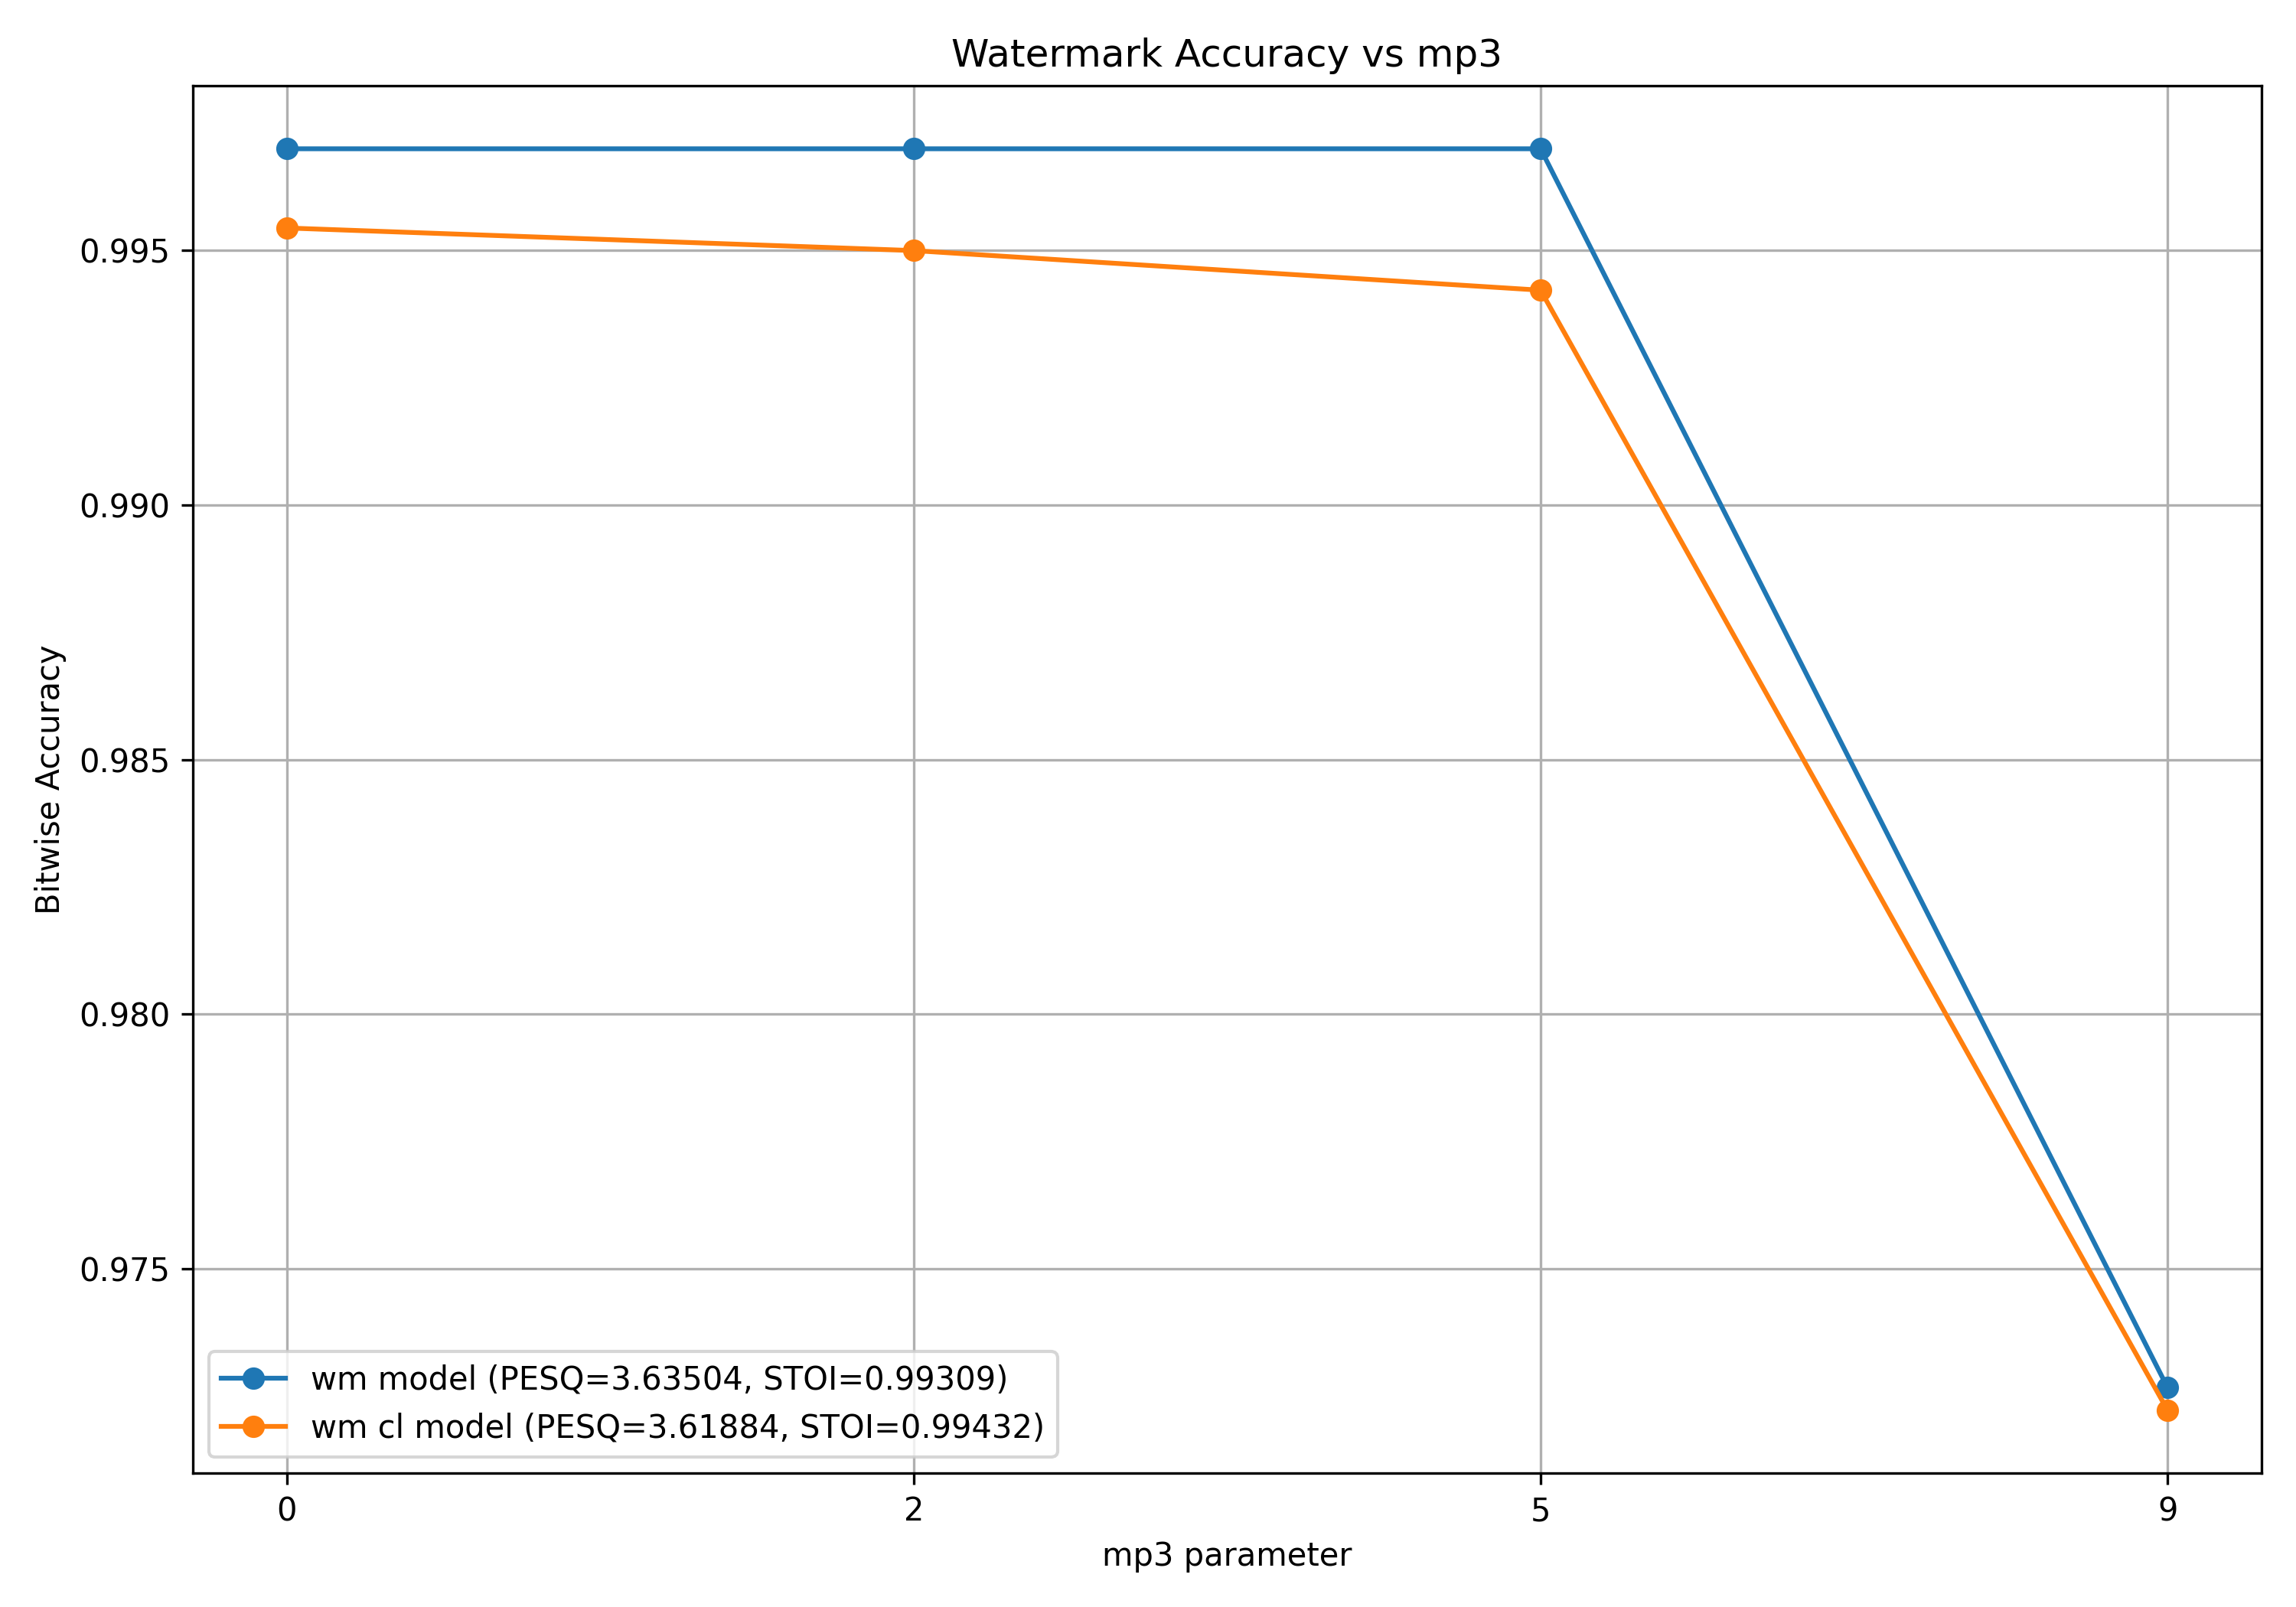 Watermark Accuracy vs mp3
Bitwise Accuracy
0.995
0.990
0.985
0.980
0.975
wm model (PESQ=3.63504, STOI=0.99309)
wm cl model (PESQ=3.61884, STOI=0.99432)
0 2 5 9
mp3 parameter